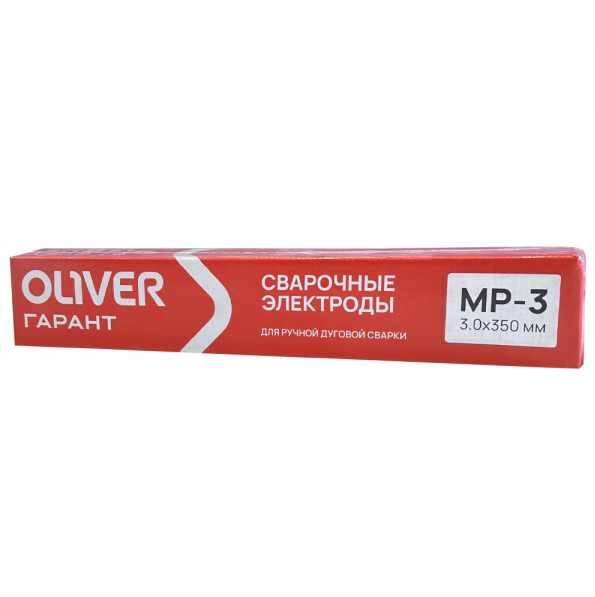 OLIVER
ГАРАНТ
СВАРОЧНЫЕ
ЭЛЕКТРОДЫ
ДЛЯ РУЧНОЙ ДУГОВОЙ СВАРКИ
МР-3
3.0х350 мм